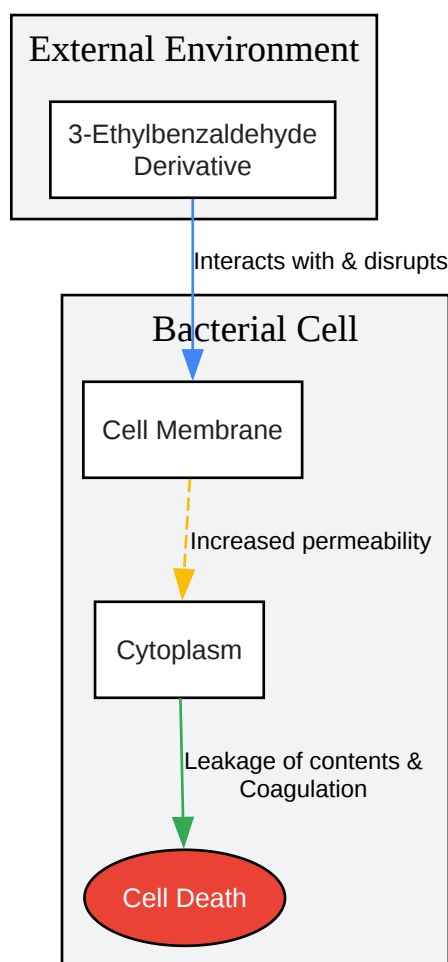 External Environment
3-Ethylbenzaldehyde
Derivative
Interacts with & disrupts
Bacterial Cell
Cell Membrane
Increased permeability
Cytoplasm
Leakage of contents &
Coagulation
Cell Death